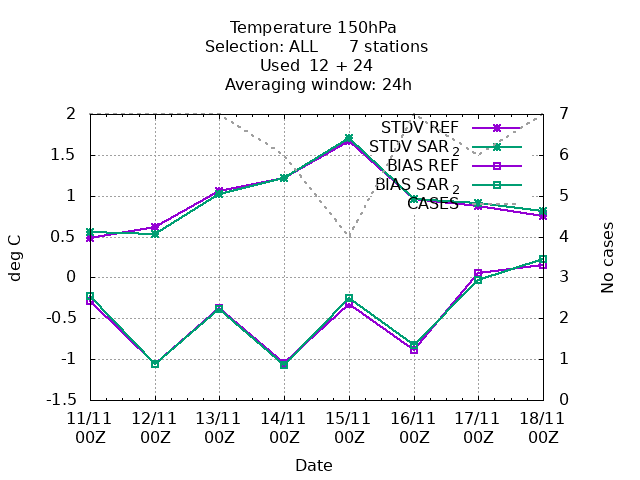 Temperature 150hPa
Selection: ALL      7 stations
Used  12 + 24
Averaging window: 24h
2
1.5
1
0.5
0
-0.5
-1
-1.5
deg C
STDV REF
STDV SAR 2
BIAS REF
BIAS SAR 2
CASES
7
6
5
4
3
2
1
0
No cases
11/11 12/11 13/11 14/11 15/11 16/11 17/11 18/11
00Z 00Z 00Z 00Z 00Z 00Z 00Z 00Z
Date